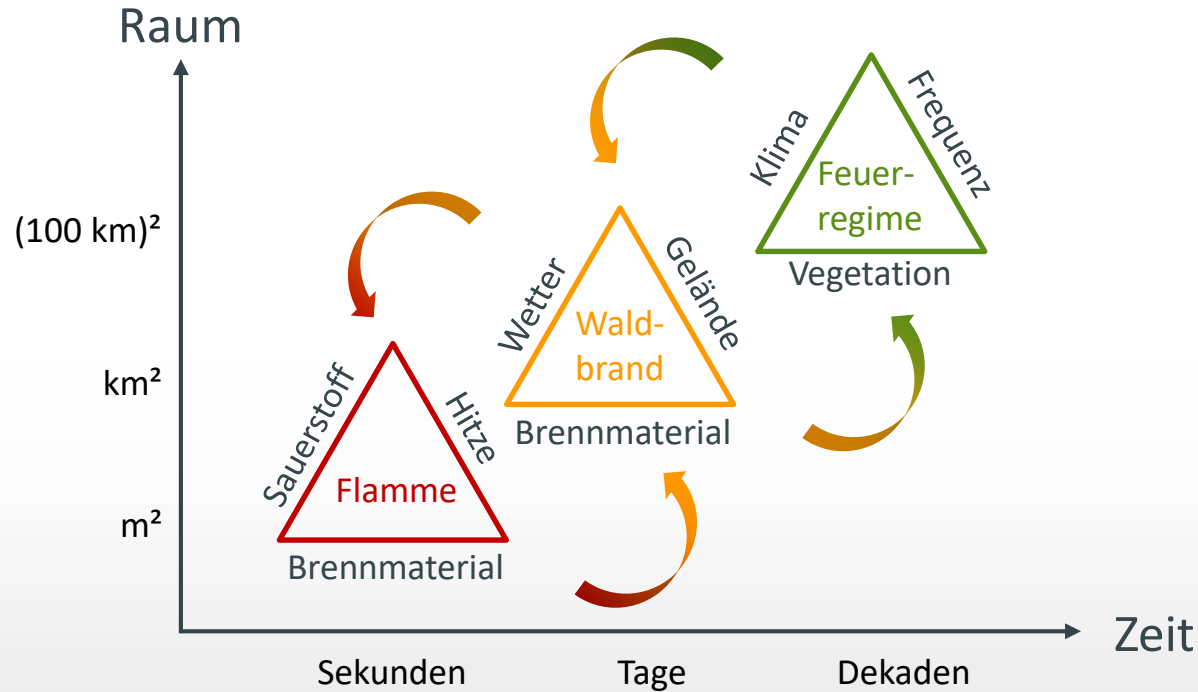 Raum
Klima
Frequenz
Feuer-
regime
Vegetation
(100 km)²
Wetter
Gelände
Wald-
brand
Brennmaterial
km²
Sauerstoff
Hitze
Flamme
Brennmaterial
m²
Zeit
Sekunden
Tage
Dekaden